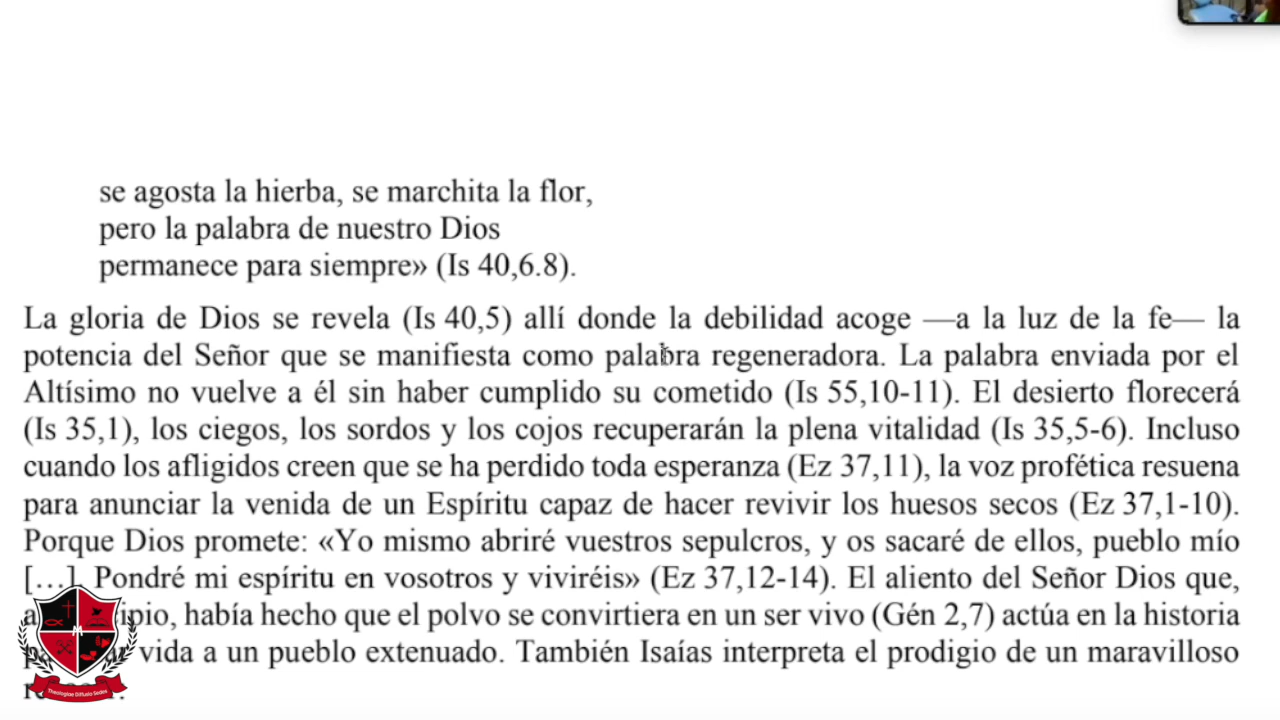 se agosta la hierba, se marchita la flor,
pero la palabra de nuestro Dios
permanece para siempre» (Is 40,6.8).
La gloria de Dios se revela (Is 40,5) allí donde la debilidad acoge —a la luz de la fe— la
potencia del Señor que se manifiesta como palabra regeneradora. La palabra enviada por el
Altísimo no vuelve a él sin haber cumplido su cometido (Is 55,10-11). El desierto florecerá
(Is 35,1), los ciegos, los sordos y los cojos recuperarán la plena vitalidad (Is 35,5-6). Incluso
cuando los afligidos creen que se ha perdido toda esperanza (Ez 37,11), la voz profética resuena
para anunciar la venida de un Espíritu capaz de hacer revivir los huesos secos (Ez 37,1-10).
Porque Dios promete: «Yo mismo abriré vuestros sepulcros, y os sacaré de ellos, pueblo mío
[…]. Pondré mi espíritu en vosotros y viviréis» (Ez 37,12-14). El aliento del Señor Dios que,
había hecho que el polvo se convirtiera en un ser vivo (Gén 2,7) actúa en la historia
vida a un pueblo extenuado. También Isaías interpreta el prodigio de un maravilloso
M
Theologiae Diffusio Sedes